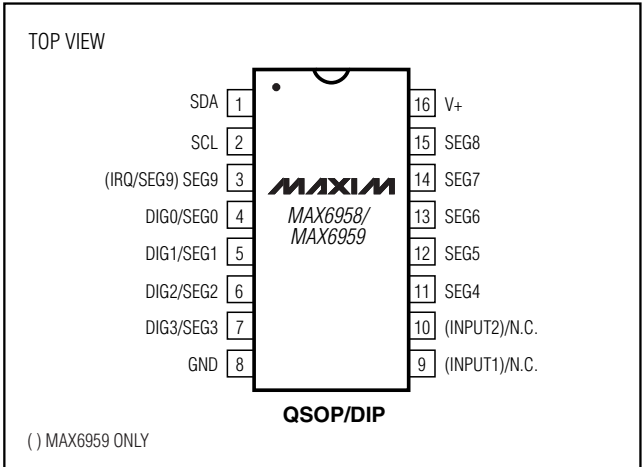 TOP VIEW
SDA 1
SCL 2
(IRQ/SEG9) SEG9 3
DIG0/SEG0 4
DIG1/SEG1 5
DIG2/SEG2 6
DIG3/SEG3 7
GND 8
MAXIM
MAX6958/
MAX6959
16 V+
15 SEG8
14 SEG7
13 SEG6
12 SEG5
11 SEG4
10 (INPUT2)/N.C.
9 (INPUT1)/N.C.
QSOP/DIP
( ) MAX6959 ONLY